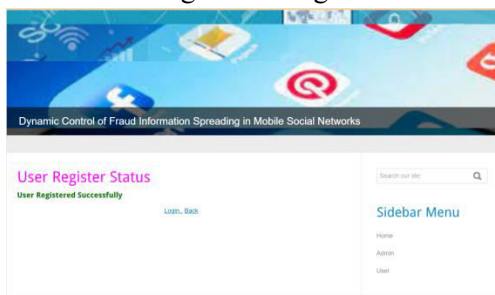 Dynamic Control of Fraud Information Spreading in Mobile Social Networks
User Register Status
User Registered Successfully
Login Back
Search our site:
Sidebar Menu
Home
Admin
User